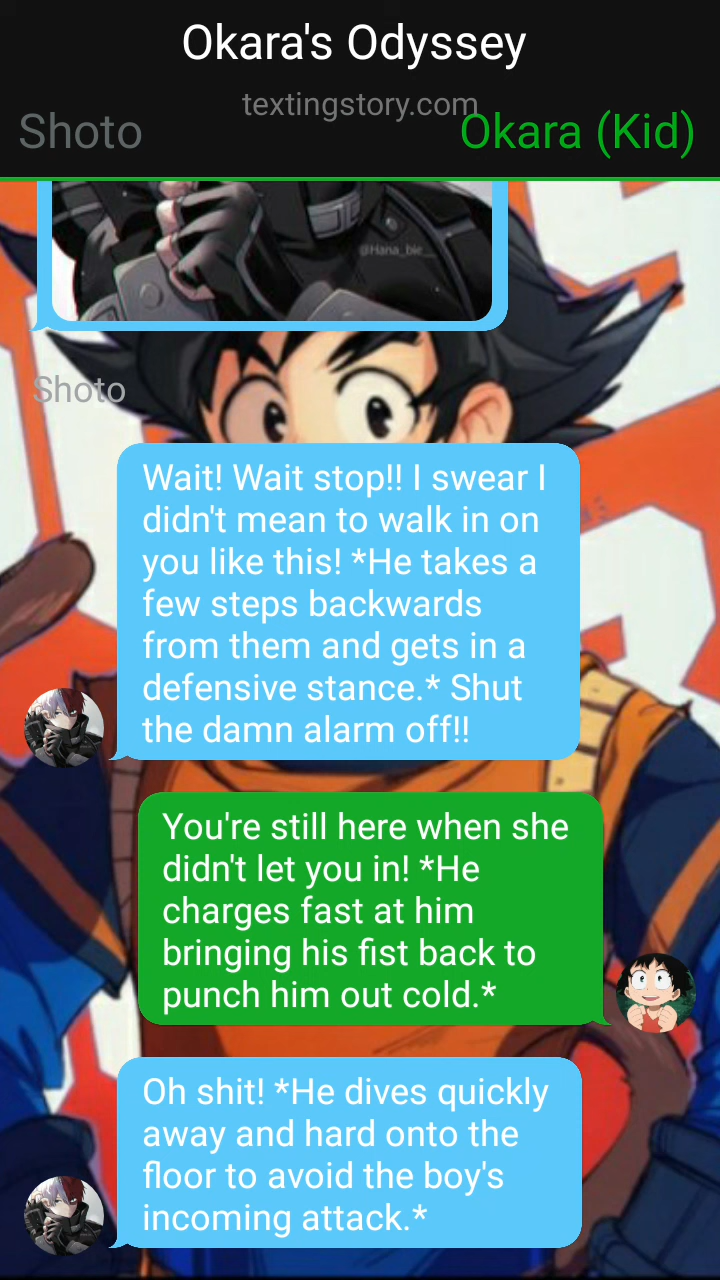 Okara's Odyssey
textingstory.com
Shoto
Okara (Kid)
@Hana_bie_
Shoto
Wait! Wait stop!! I swear I
didn't mean to walk in on
you like this! *He takes a
few steps backwards
from them and gets in a
defensive stance.* Shut
the damn alarm off!!
You're still here when she
didn't let you in! *He
charges fast at him
bringing his fist back to
punch him out cold.*
Oh shit! *He dives quickly
away and hard onto the
floor to avoid the boy's
incoming attack.*